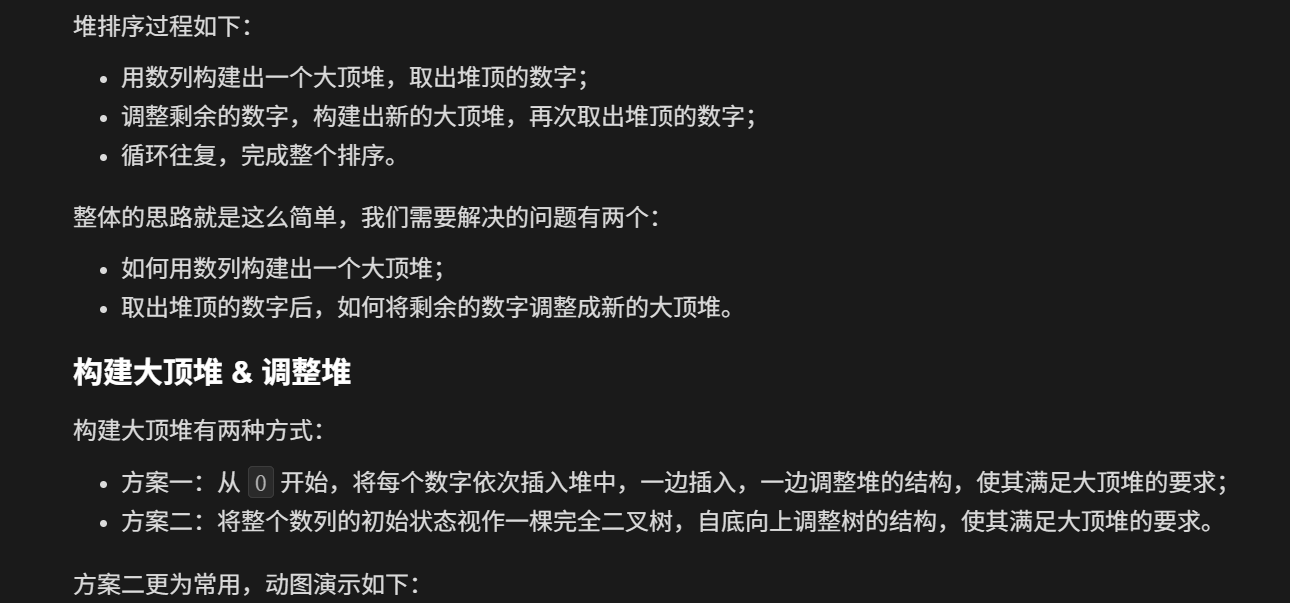 堆排序过程如下：
• 用数列构建出一个大顶堆，取出堆顶的数字；
• 调整剩余的数字，构建出新的大顶堆，再次取出堆顶的数字；
• 循环往复，完成整个排序。
整体的思路就是这么简单，我们需要解决的问题有两个：
• 如何用数列构建出一个大顶堆；
• 取出堆顶的数字后，如何将剩余的数字调整成新的大顶堆。
构建大顶堆 & 调整堆
构建大顶堆有两种方式：
• 方案一：从 0 开始，将每个数字依次插入堆中，一边插入，一边调整堆的结构，使其满足大顶堆的要求；
• 方案二：将整个数列的初始状态视作一棵完全二叉树，自底向上调整树的结构，使其满足大顶堆的要求。
方案二更为常用，动图演示如下：